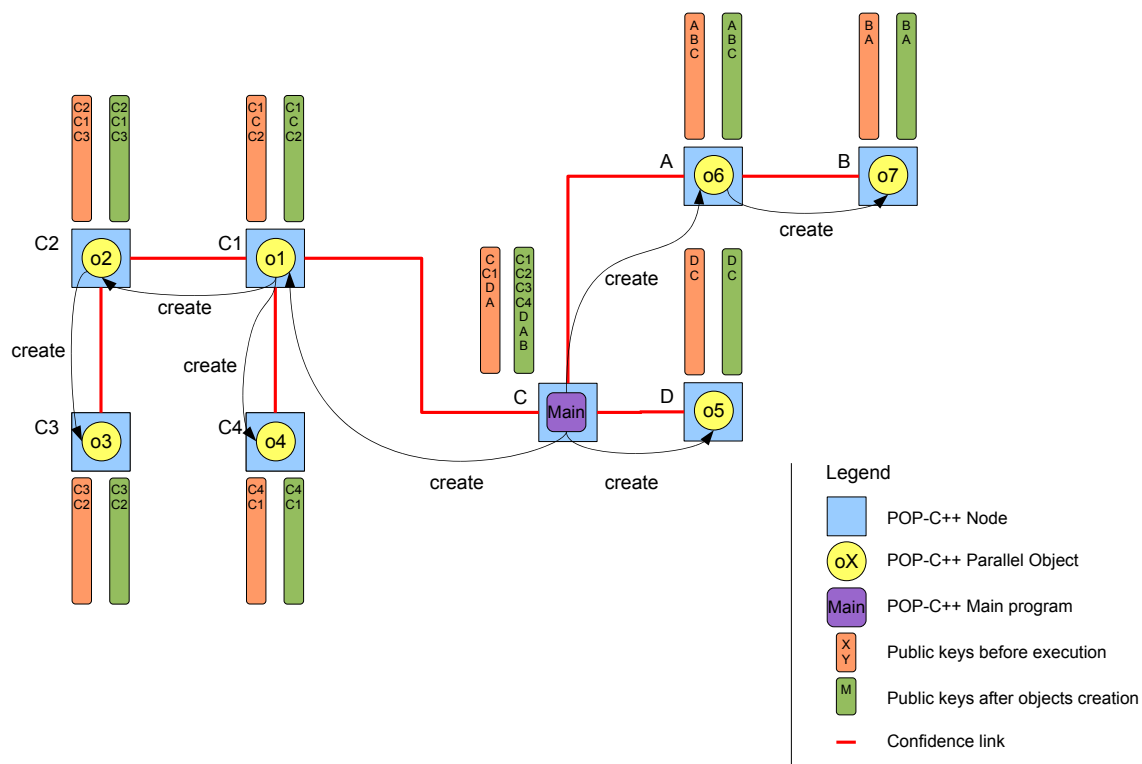 A
B
C
A
B
C
B
A
B
A
A
o6
B
o7
create
C2
C1
C3
C2
C1
C3
C1
C
C2
C1
C
C2
C2
o2
C1
o1
create
create
create
C3
o3
C4
o4
C3
C2
C3
C2
C4
C1
C4
C1
C
C1
D
A
C1
C2
C3
C4
D
A
B
create
D
C
D
C
C
Main
D
o5
create
create
Legend
POP-C++ Node
oX
POP-C++ Parallel Object
Main
POP-C++ Main program
X
Y
Public keys before execution
M
Public keys after objects creation
Confidence link